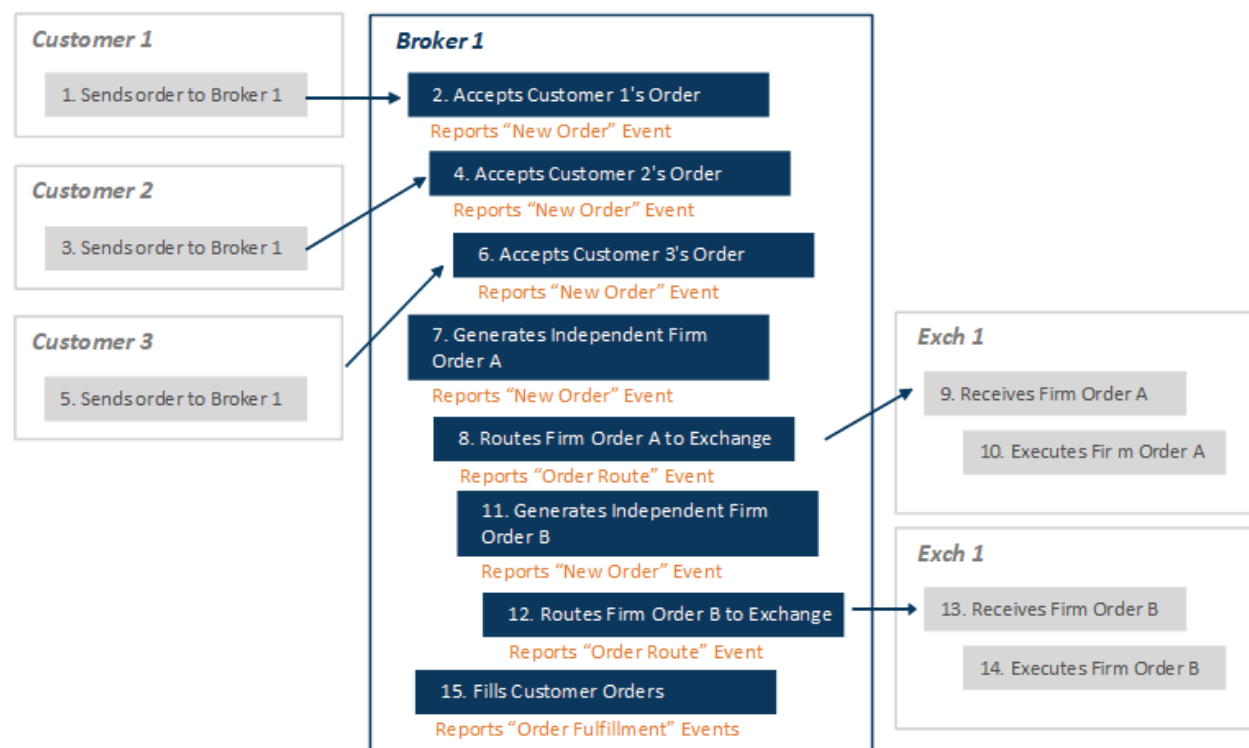 Customer 1
1. Sends order to Broker 1
Customer 2
3. Sends order to Broker 1
Customer 3
5. Sends order to Broker 1
Broker 1
2. Accepts Customer 1's Order
Reports “New Order” Event
4. Accepts Customer 2's Order
Reports “New Order” Event
6. Accepts Customer 3's Order
Reports “New Order” Event
7. Generates Independent Firm
Order A
Reports “New Order” Event
8. Routes Firm Order A to Exchange
Reports “Order Route” Event
11. Generates Independent Firm
Order B
Reports “New Order” Event
12. Routes Firm Order B to Exchange
Reports “Order Route” Event
15. Fills Customer Orders
Reports “Order Fulfillment” Events
Exch 1
9. Receives Firm Order A
10. Executes Fir m Order A
Exch 1
13. Receives Firm Order B
14. Executes Firm Order B